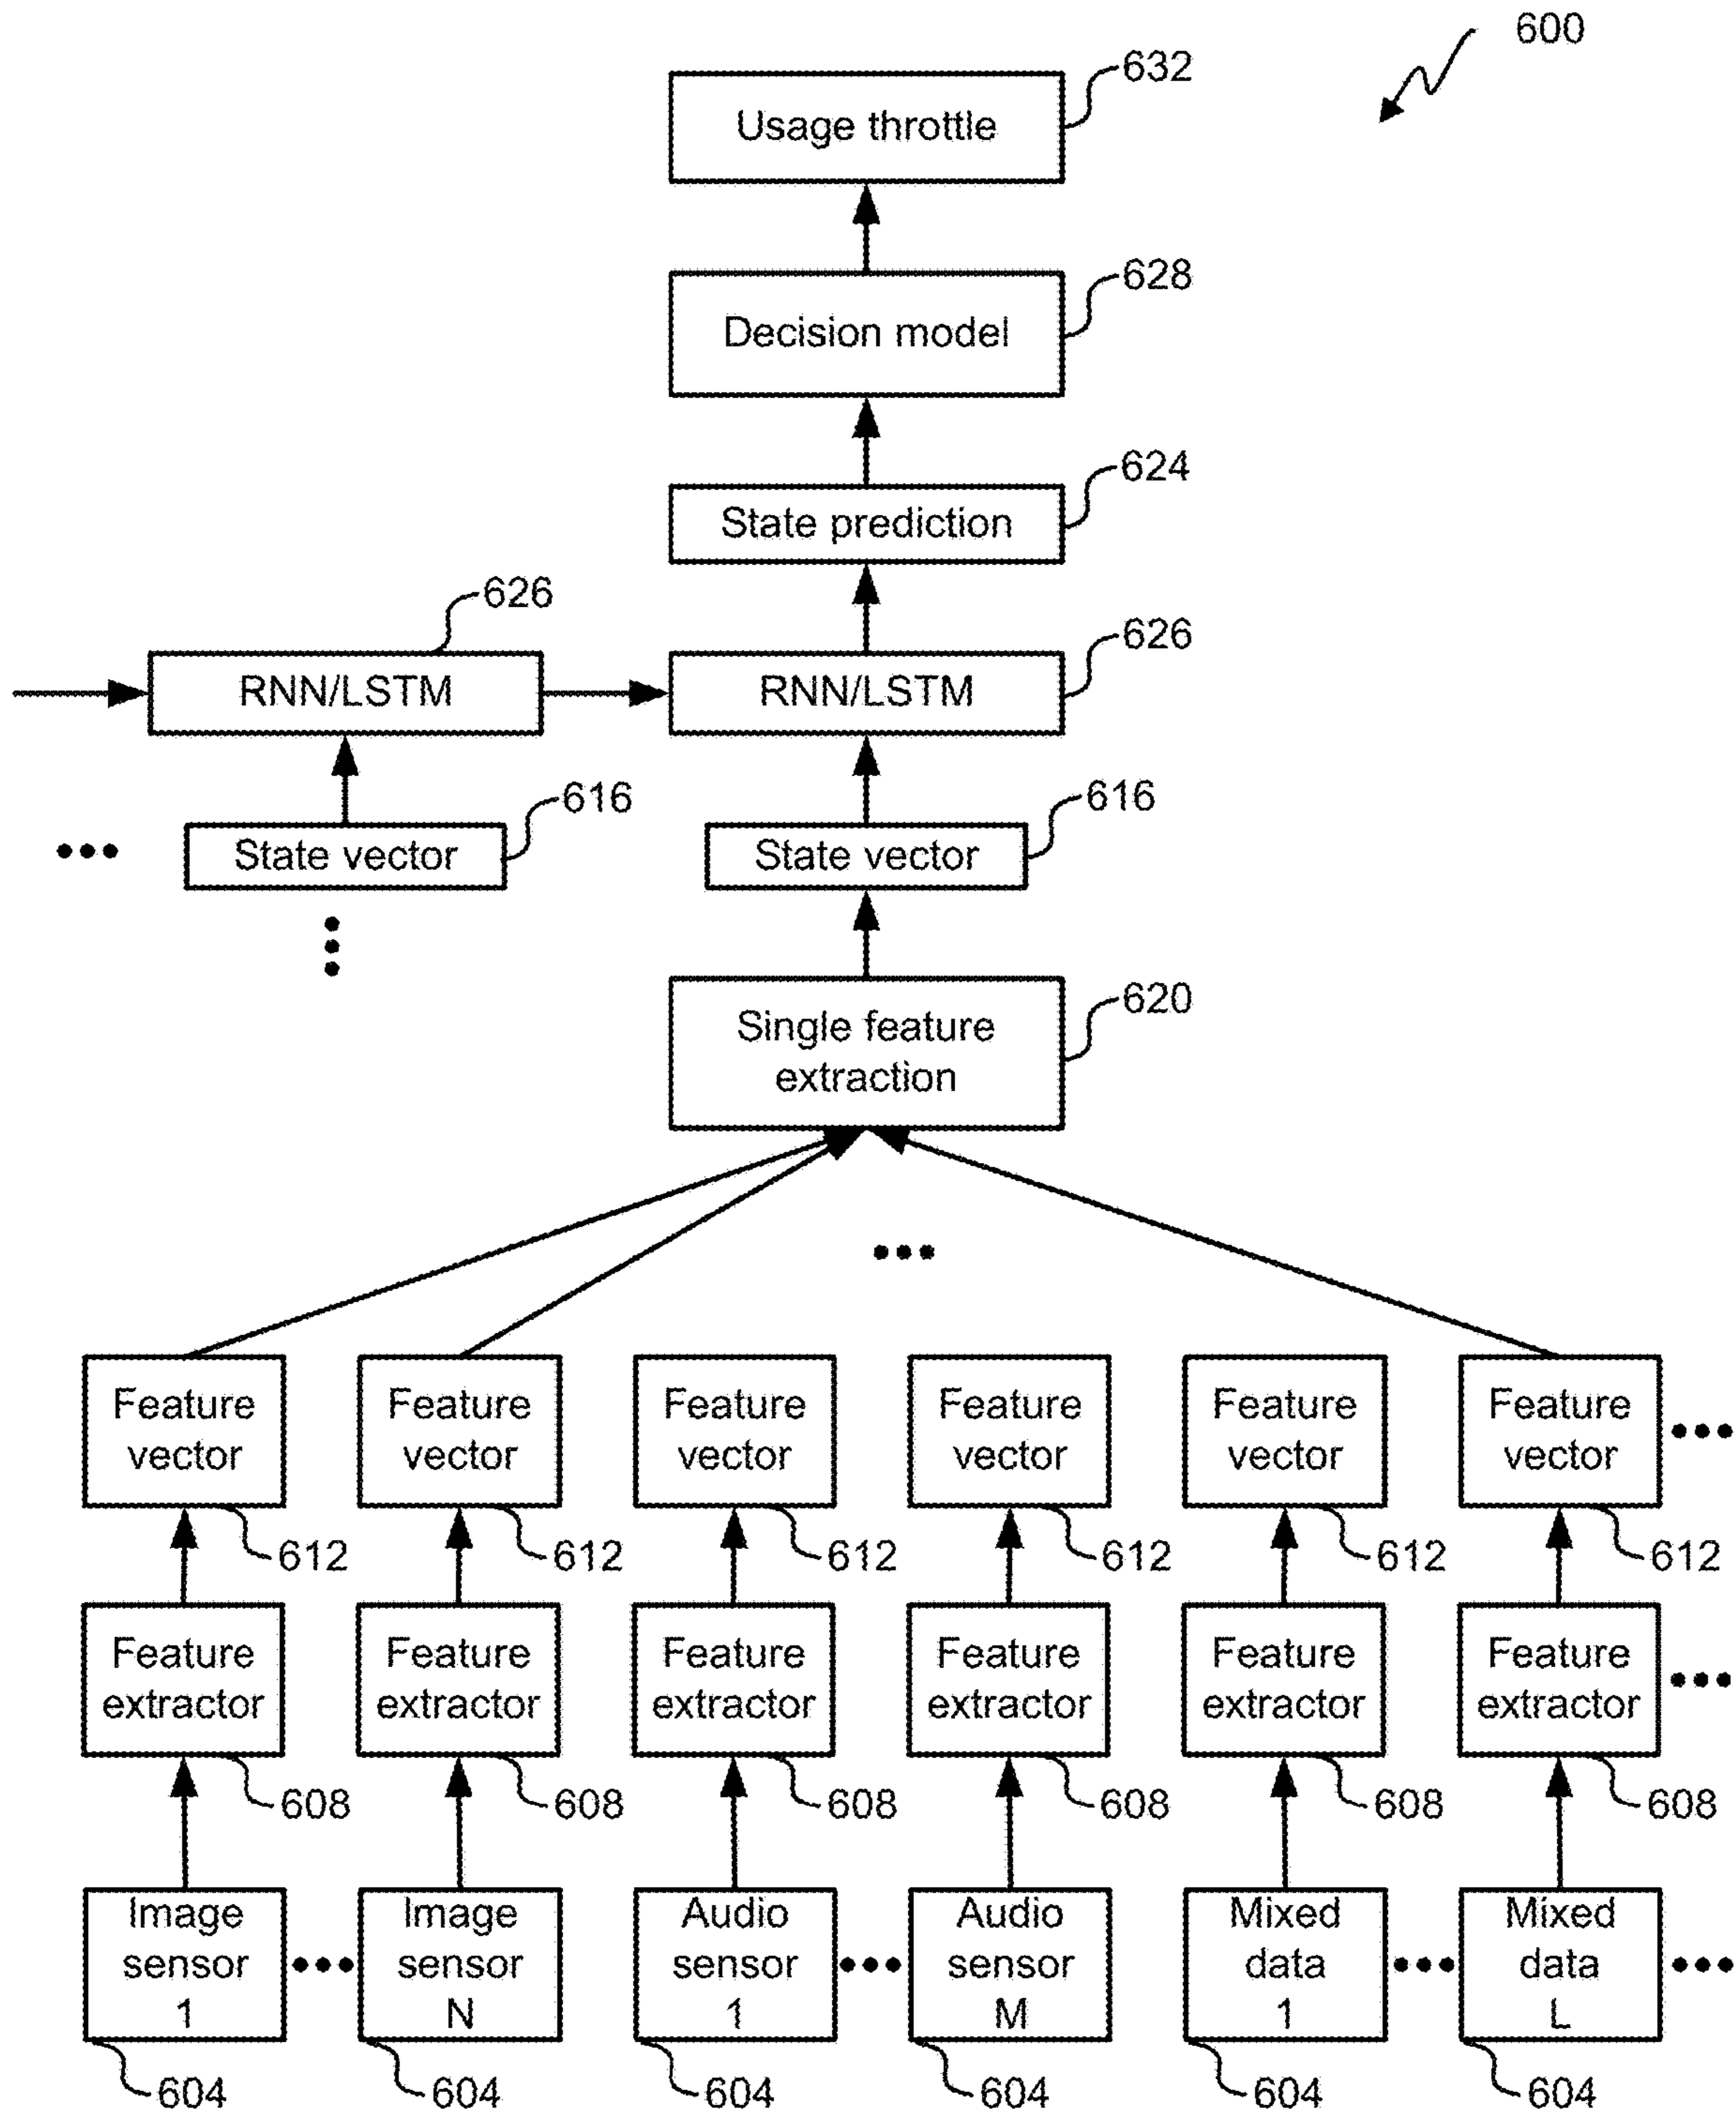 600
632
Usage throttle
628
Decision model
624
State prediction
626
626
RNN/LSTM
RNN/LSTM
616
616
State vector
State vector
620
Single feature
extraction
Feature
vector
Feature
vector
Feature
vector
Feature
vector
Feature
vector
Feature
vector
612
612
612
612
612
612
Feature
extractor
Feature
extractor
Feature
extractor
Feature
extractor
Feature
extractor
Feature
extractor
608
608
608
608
608
608
Image
sensor
1
Image
sensor
N
Audio
sensor
1
Audio
sensor
M
Mixed
data
1
Mixed
data
L
604
604
604
604
604
604